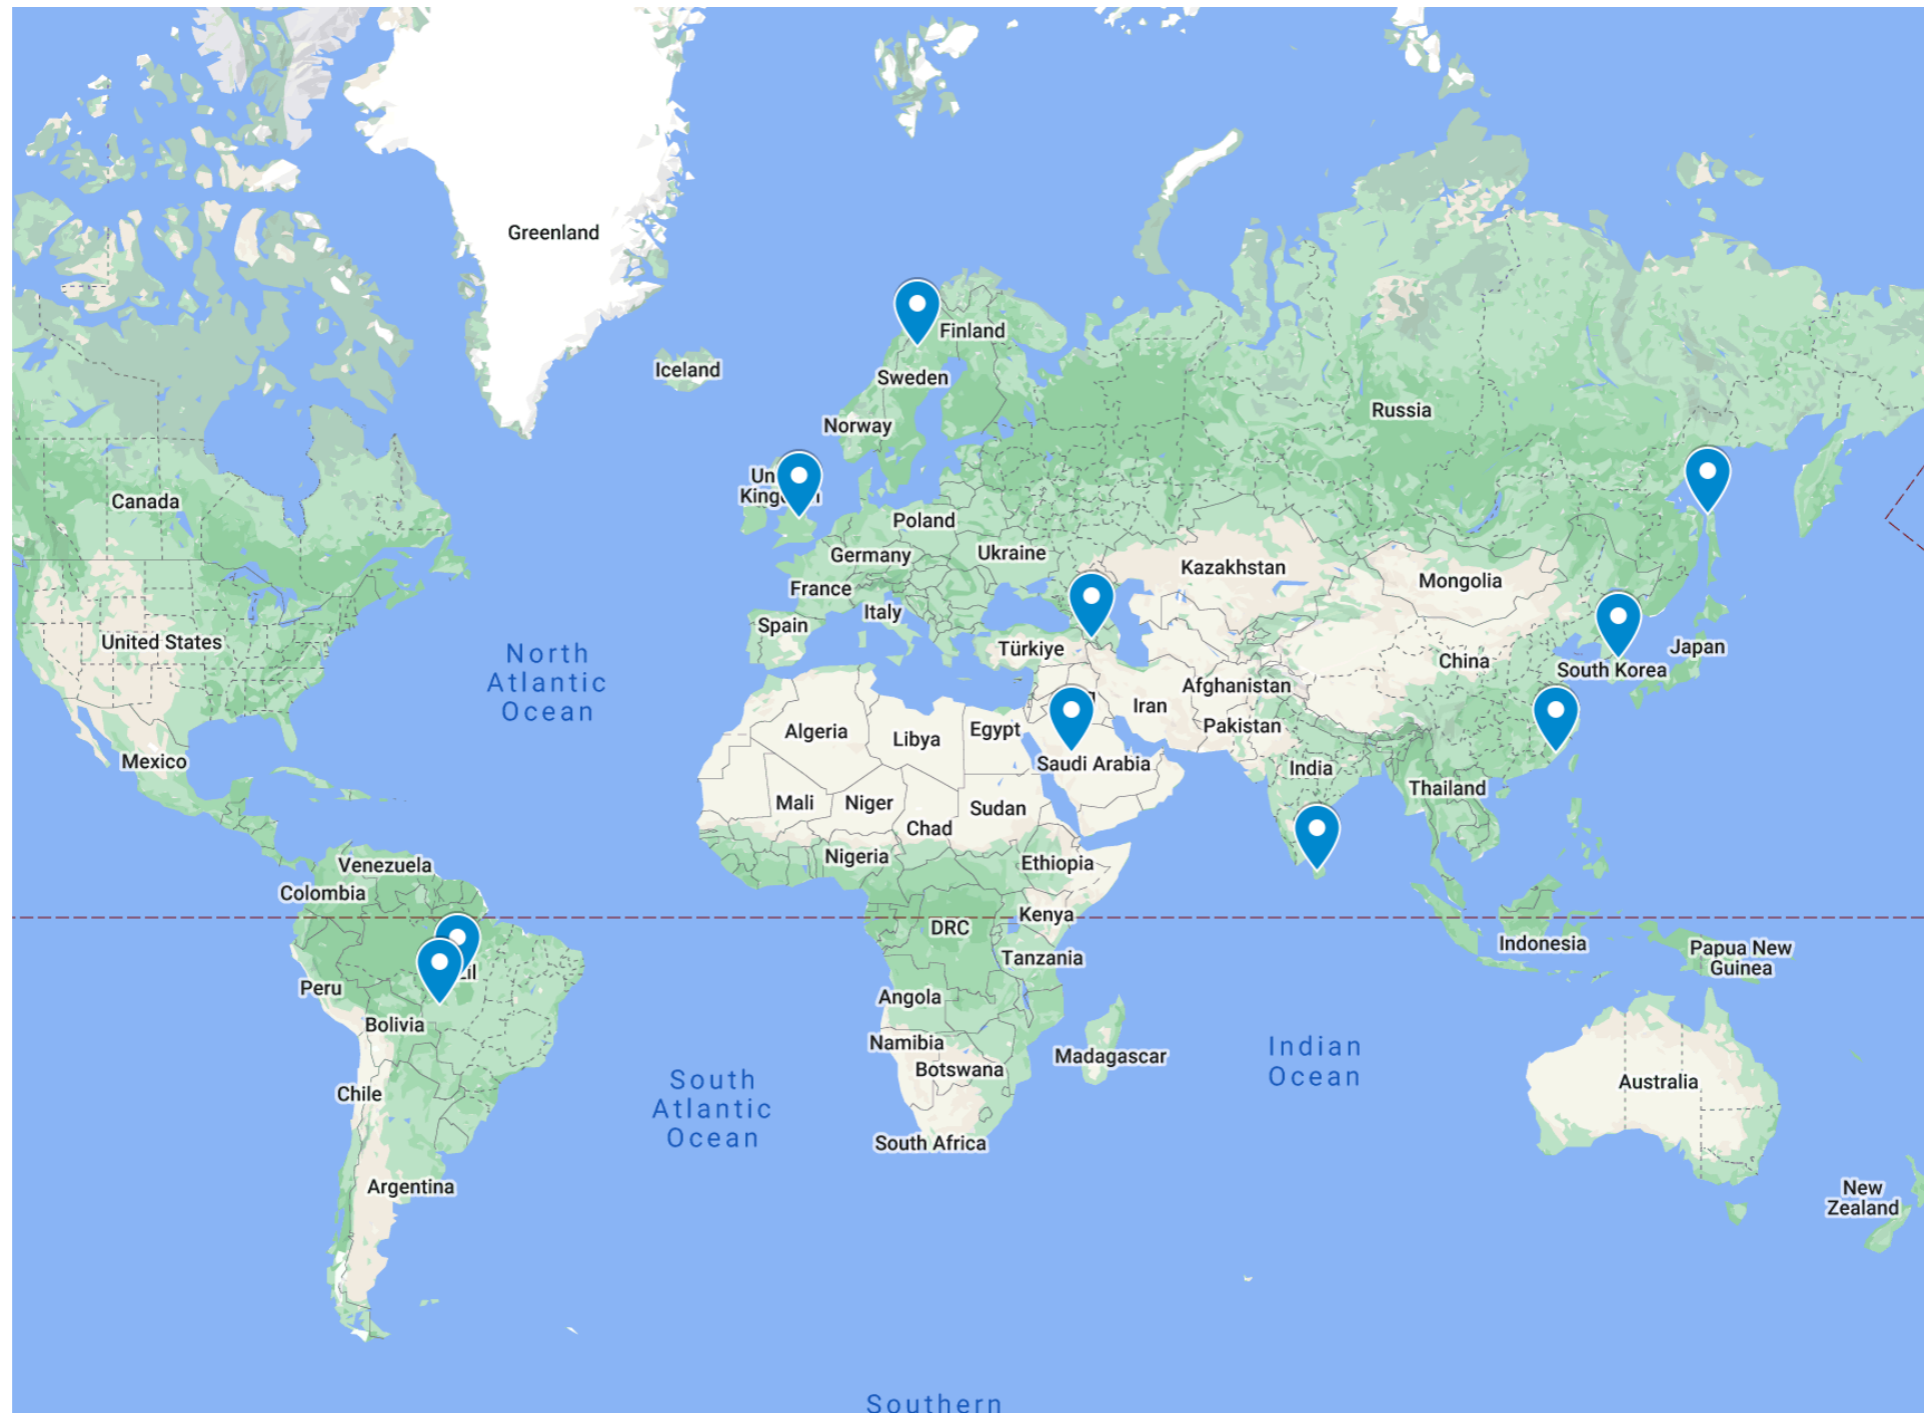 Greenland
Finland
Iceland
Sweden
Russia
Norway
Un
King
Canada
Poland
Ukraine
Germany
Kazakhstan
Mongolia
France
Italy
Spain
United States
Türkiye
Japan
China
South Korea
North
Atlantic
Ocean
Afghanistan
Iran
Pakistan
Algeria
Libya
Egypt
Mexico
Saudi Arabia
India
Thailand
Mali
Niger
Sudan
Chad
Nigeria
Ethiopia
Venezuela
Colombia
Kenya
DRC
Tanzania
Indonesia
Papua New
Guinea
il
Peru
Angola
Bolivia
Namibia
Botswana
Madagascar
Indian
Ocean
Chile
South
Atlantic
Ocean
Australia
South Africa
Argentina
New
Zealand
Southern